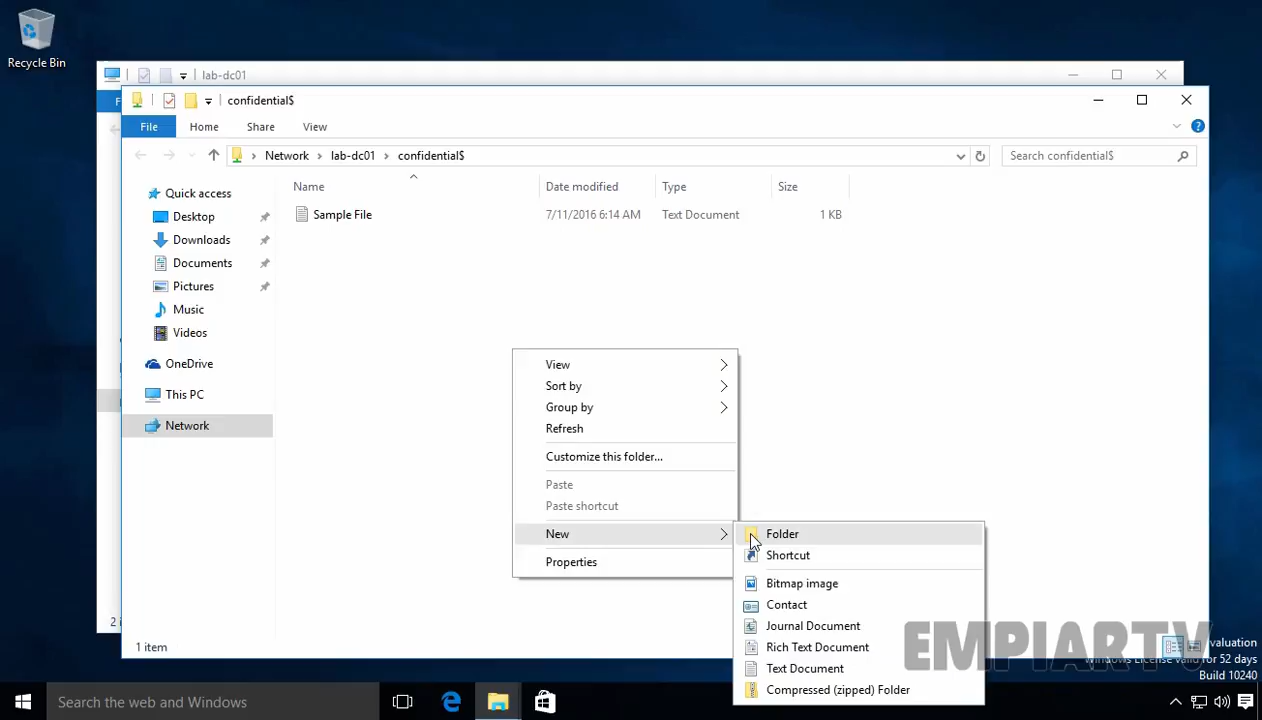 Recycle Bin
lab-dc01
confidential$
File Home Share View
Network lab-dc01 confidential$
Search confidential$
Name Date modified Type Size
Sample File 7/11/2016 6:14 AM Text Document 1 KB
Quick access
Desktop
Downloads
Documents
Pictures
Music
Videos
OneDrive
This PC
Network
View
Sort by
Group by
Refresh
Customize this folder...
Paste
Paste shortcut
New
Properties
Folder
Shortcut
Bitmap image
Contact
Journal Document
Rich Text Document
Text Document
Compressed (zipped) Folder
1 item
EMPIARTV
Windows License valid for 52 days
Build 10240
Search the web and Windows